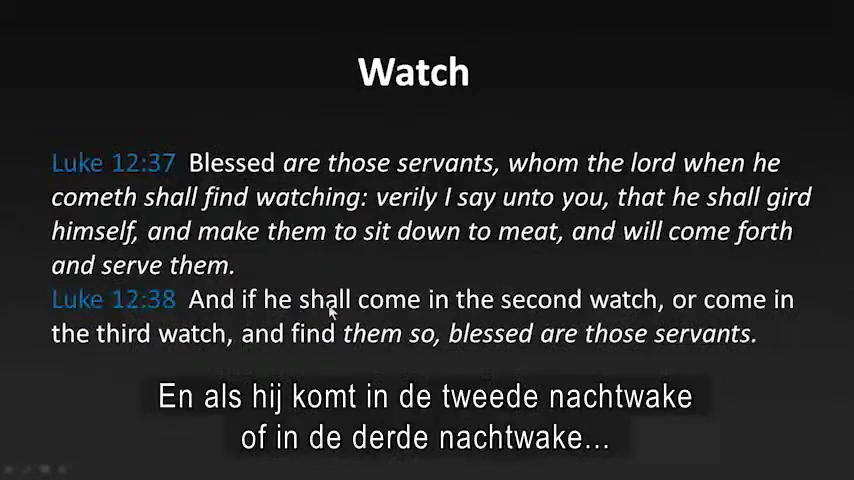 Watch
Luke 12:37 Blessed are those servants, whom the lord when he
cometh shall find watching: verily I say unto you, that he shall gird
himself, and make them to sit down to meat, and will come forth
and serve them.
Luke 12:38 And if he shall come in the second watch, or come in
the third watch, and find them so, blessed are those servants.
En als hij komt in de tweede nachtwake
of in de derde nachtwake...